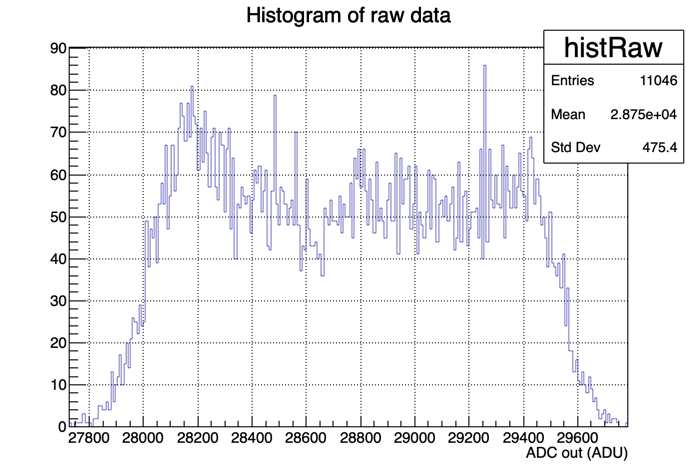 Histogram of raw data
histRaw
Entries 11046
Mean 2.875e+04
Std Dev 475.4
90
80
70
60
50
40
30
20
10
0
27800 28000 28200 28400 28600 28800 29000 29200 29400 29600
ADC out (ADU)